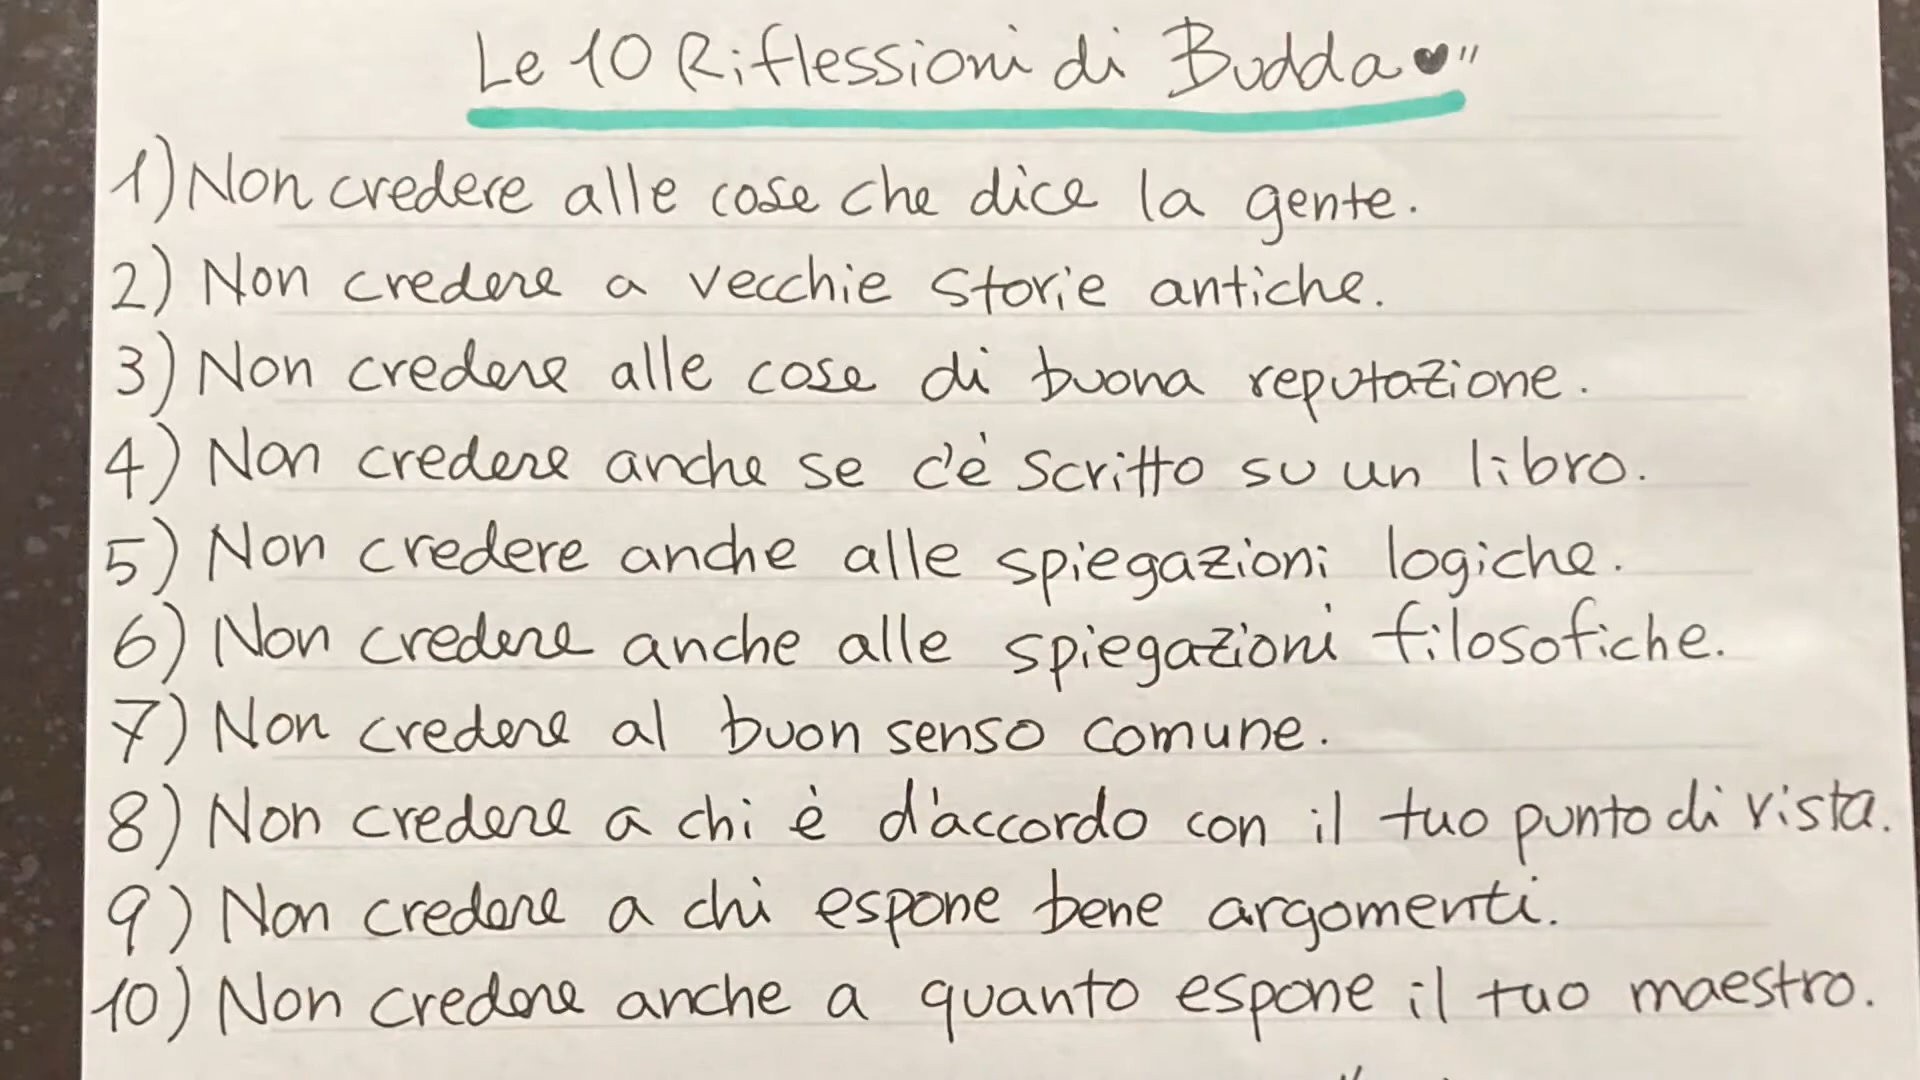 Le 10 Riflessioni di Budda ♥"
1) Non credere alle cose che dice la gente.
2) Non credere a vecchie storie antiche.
3) Non credere alle cose di buona reputazione.
4) Non credere anche se c'è scritto su un libro.
5) Non credere anche alle spiegazioni logiche.
6) Non credere anche alle spiegazioni filosofiche.
7) Non credere al buon senso comune.
8) Non credere a chi è d'accordo con il tuo punto di vista.
9) Non credere a chi espone bene argomenti.
10) Non credere anche a quanto espone il tuo maestro.